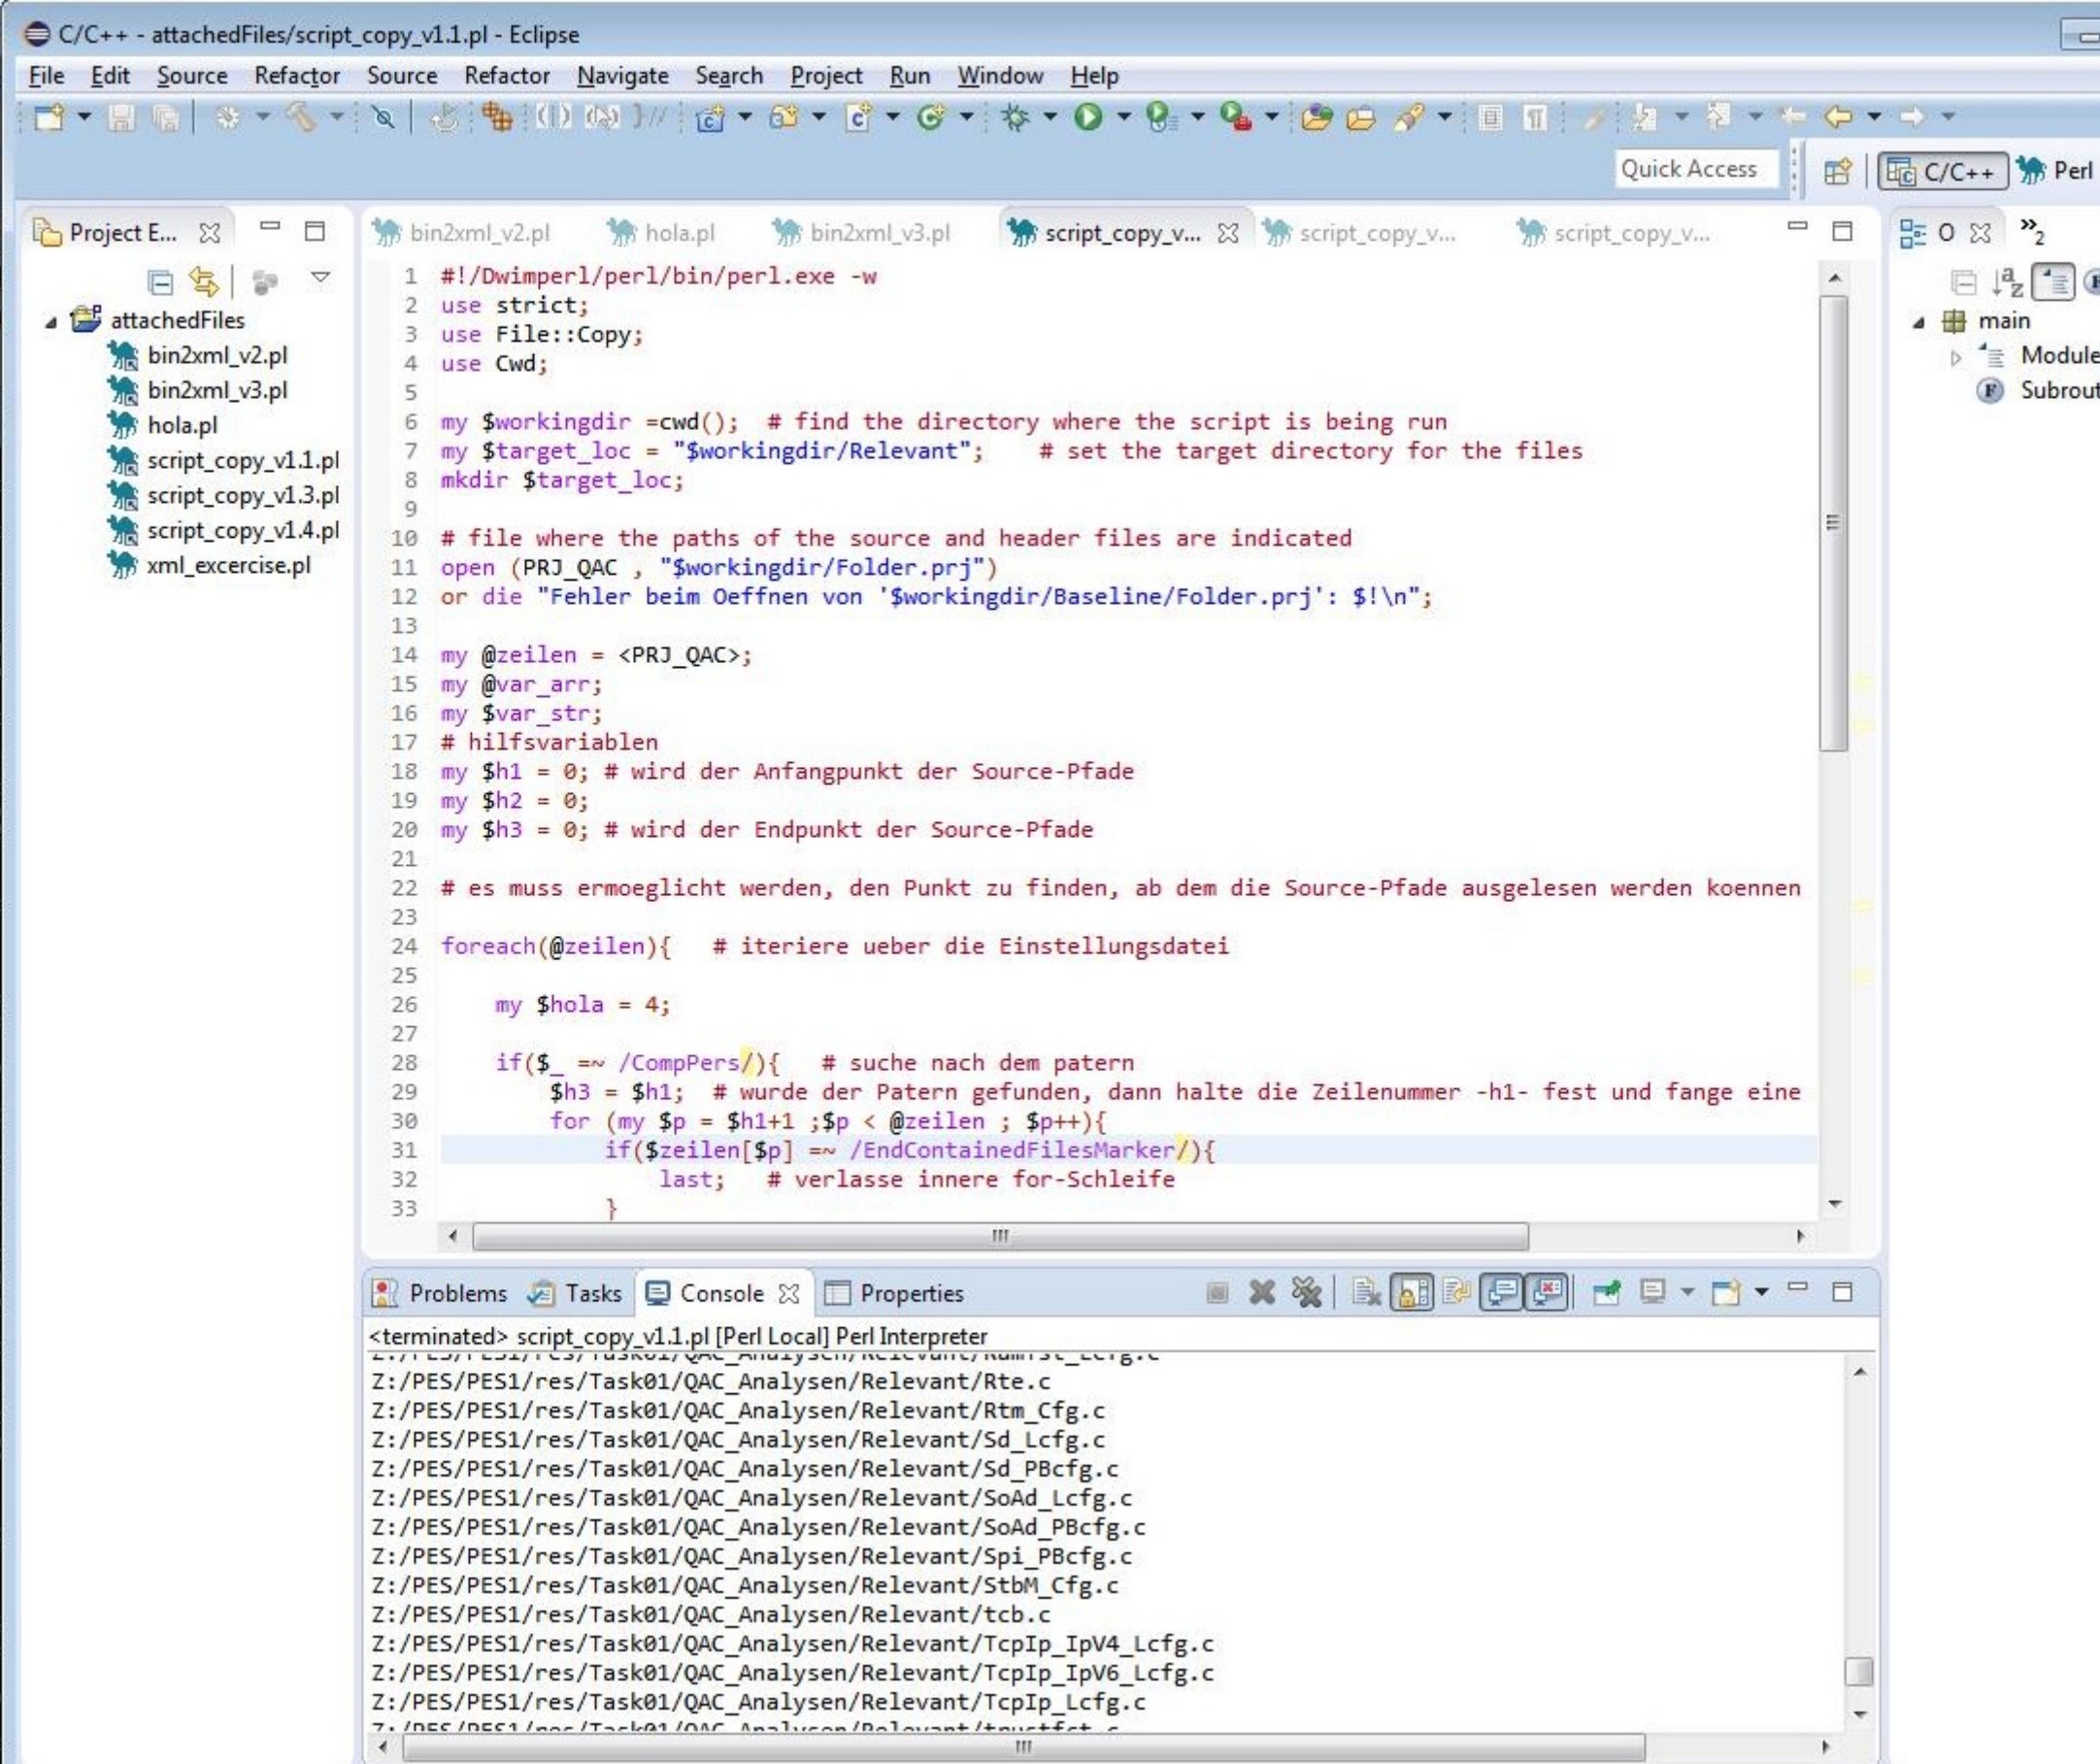 C/C++ - attachedFiles/script_copy_v1.1.pl - Eclipse
File Edit Source Refactor Source Refactor Navigate Search Project Run Window Help
Quick Access
C/C++
Perl
Project E...
attachedFiles
bin2xml_v2.pl
bin2xml_v3.pl
hola.pl
script_copy_v1.1.pl
script_copy_v1.3.pl
script_copy_v1.4.pl
xml_excercise.pl
bin2xml_v2.pl hola.pl bin2xml_v3.pl script_copy_v... script_copy_v... script_copy_v...
1 #!/Dwimperl/perl/bin/perl.exe -w
2 use strict;
3 use File::Copy;
4 use Cwd;
5
6 my $workingdir =cwd(); # find the directory where the script is being run
7 my $target_loc = "$workingdir/Relevant"; # set the target directory for the files
8 mkdir $target_loc;
9
10 # file where the paths of the source and header files are indicated
11 open (PRJ_QAC , "$workingdir/Folder.prj")
12 or die "Fehler beim Oeffnen von '$workingdir/Baseline/Folder.prj': $!\n";
13
14 my @zeilen = <PRJ_QAC>;
15 my @var_arr;
16 my $var_str;
17 # hilfsvariablen
18 my $h1 = 0; # wird der Anfangpunkt der Source-Pfade
19 my $h2 = 0;
20 my $h3 = 0; # wird der Endpunkt der Source-Pfade
21
22 # es muss ermoeglicht werden, den Punkt zu finden, ab dem die Source-Pfade ausgelesen werden koennen
23
24 foreach(@zeilen){ # iteriere ueber die Einstellungsdatei
25
26 my $hola = 4;
27
28 if($_ =~ /CompPers/){ # suche nach dem patern
29 $h3 = $h1; # wurde der Patern gefunden, dann halte die Zeilenummer -h1- fest und fange eine
30 for (my $p = $h1+1 ;$p < @zeilen ; $p++){
31 if($zeilen[$p] =~ /EndContainedFilesMarker/){
32 last; # verlasse innere for-Schleife
33 }
O
2
main
Module
Subrout
Problems Tasks Console Properties
<terminated> script_copy_v1.1.pl [Perl Local] Perl Interpreter
Z:/PES/PES1/res/Task01/QAC_Analysen/Relevant/RamTst_Lcfg.c
Z:/PES/PES1/res/Task01/QAC_Analysen/Relevant/Rte.c
Z:/PES/PES1/res/Task01/QAC_Analysen/Relevant/Rtm_Cfg.c
Z:/PES/PES1/res/Task01/QAC_Analysen/Relevant/Sd_Lcfg.c
Z:/PES/PES1/res/Task01/QAC_Analysen/Relevant/Sd_PBcfg.c
Z:/PES/PES1/res/Task01/QAC_Analysen/Relevant/SoAd_Lcfg.c
Z:/PES/PES1/res/Task01/QAC_Analysen/Relevant/SoAd_PBcfg.c
Z:/PES/PES1/res/Task01/QAC_Analysen/Relevant/Spi_PBcfg.c
Z:/PES/PES1/res/Task01/QAC_Analysen/Relevant/StbM_Cfg.c
Z:/PES/PES1/res/Task01/QAC_Analysen/Relevant/tcb.c
Z:/PES/PES1/res/Task01/QAC_Analysen/Relevant/TcpIp_IpV4_Lcfg.c
Z:/PES/PES1/res/Task01/QAC_Analysen/Relevant/TcpIp_IpV6_Lcfg.c
Z:/PES/PES1/res/Task01/QAC_Analysen/Relevant/TcpIp_Lcfg.c
Z:/PES/PES1/res/Task01/QAC_Analysen/Relevant/trustfct.c